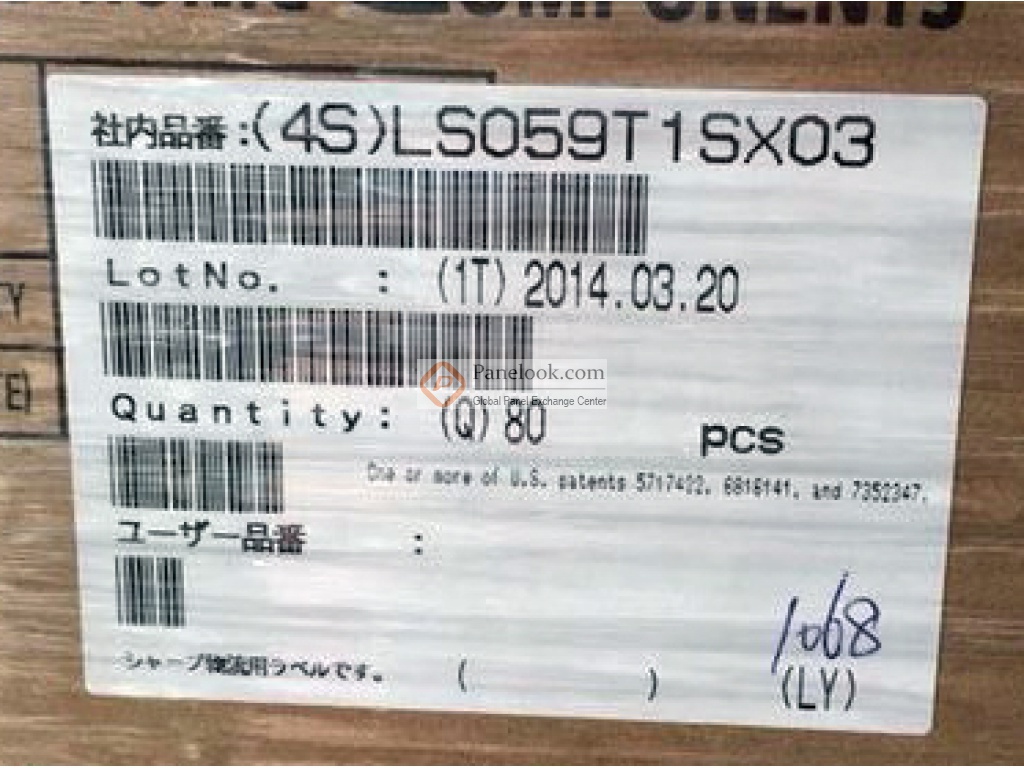 COMPONENTS
社内品番:(4S)LS059T1SX03
LotNo. : (1T) 2014.03.20
Panelook.com
Global Panel Exchange Center
E)
Quantity: (Q) 80 pcs
One or more of U.S. patents 5717422, 6816141, and 7352347.
ユーザー品番 :
1068
シャープ物流用ラベルです。 ( ) (LY)